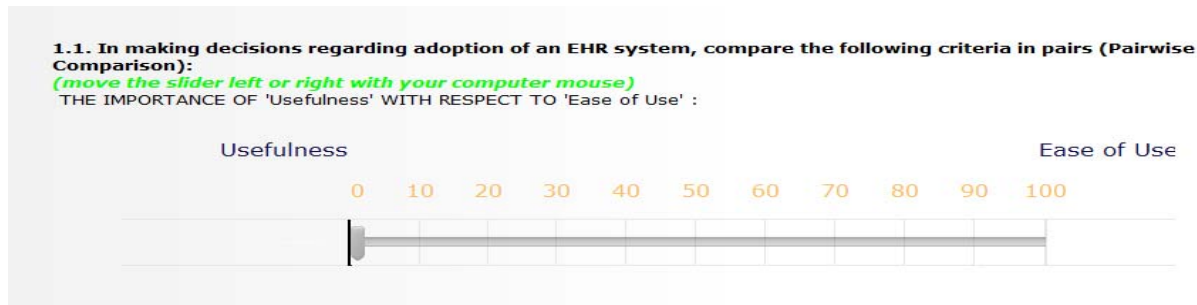 1.1. In making decisions regarding adoption of an EHR system, compare the following criteria in pairs (Pairwise
Comparison):
(move the slider left or right with your computer mouse)
THE IMPORTANCE OF 'Usefulness' WITH RESPECT TO 'Ease of Use' :
Usefulness Ease of Use
0 10 20 30 40 50 60 70 80 90 100